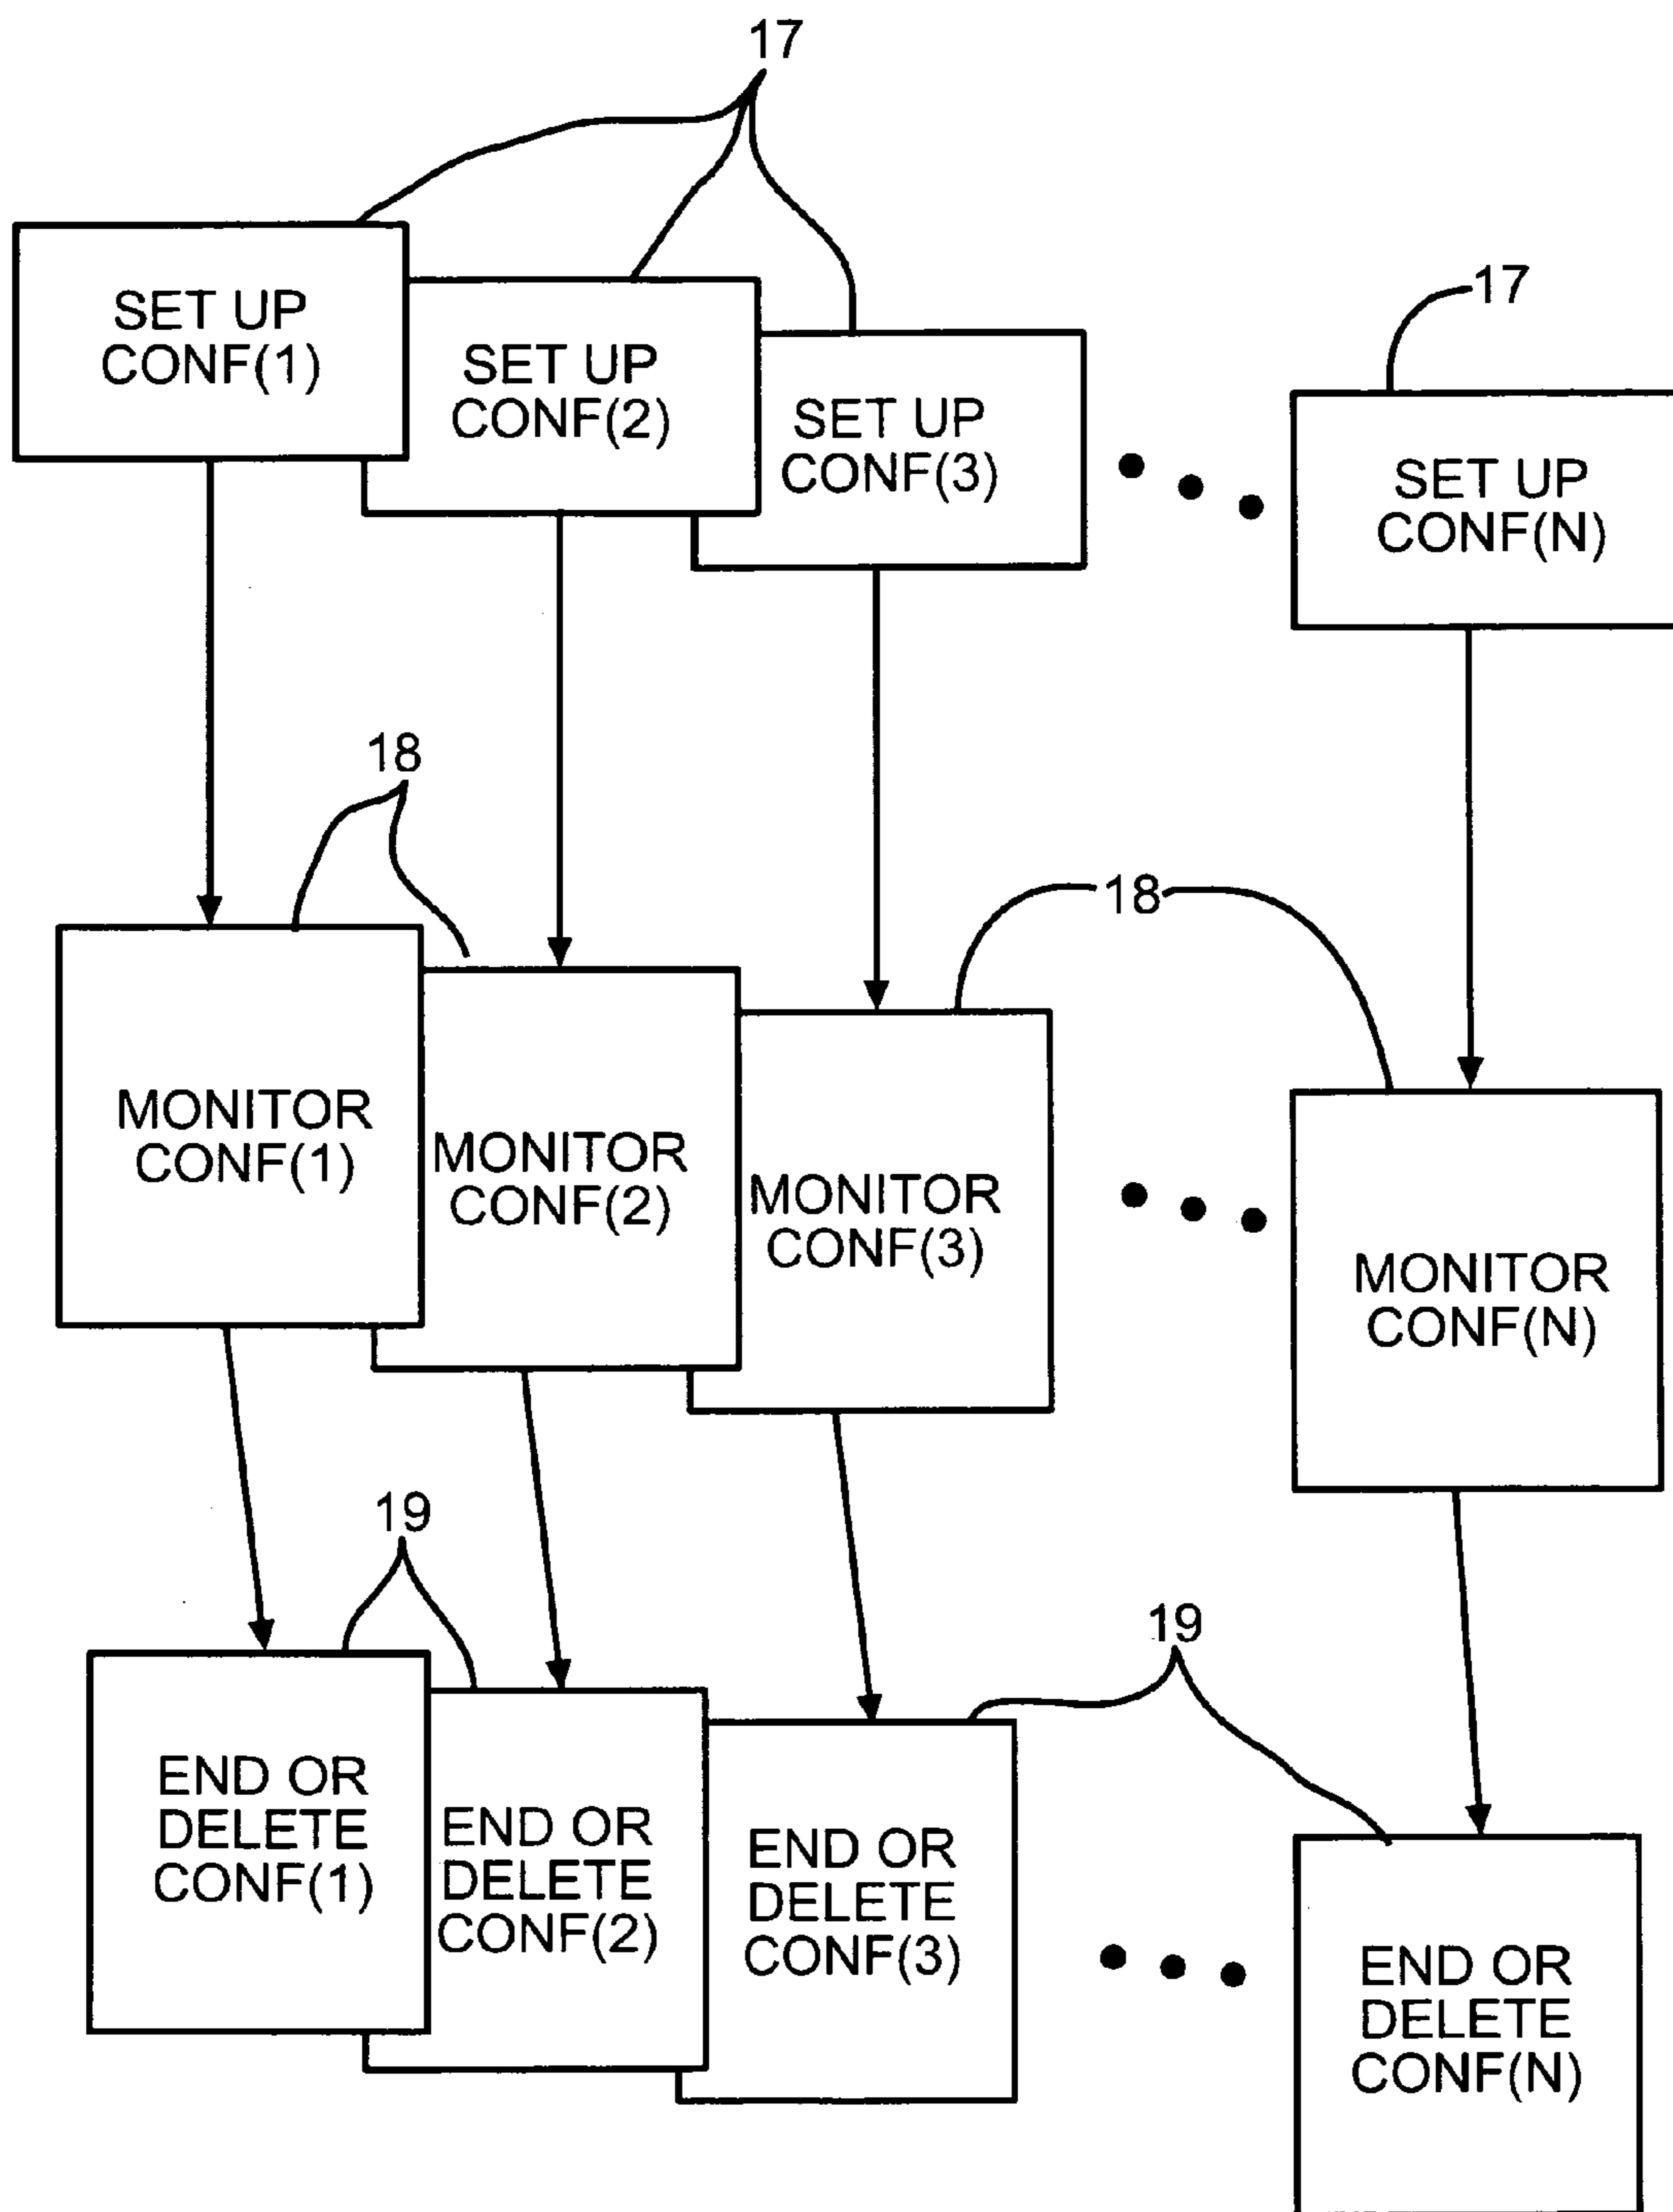 17
SET UP
CONF(1)
SET UP
CONF(2)
SET UP
CONF(3)
17
SET UP
CONF(N)
18
18
MONITOR
CONF(1)
MONITOR
CONF(2)
MONITOR
CONF(3)
MONITOR
CONF(N)
19
19
END OR
DELETE
CONF(1)
END OR
DELETE
CONF(2)
END OR
DELETE
CONF(3)
END OR
DELETE
CONF(N)